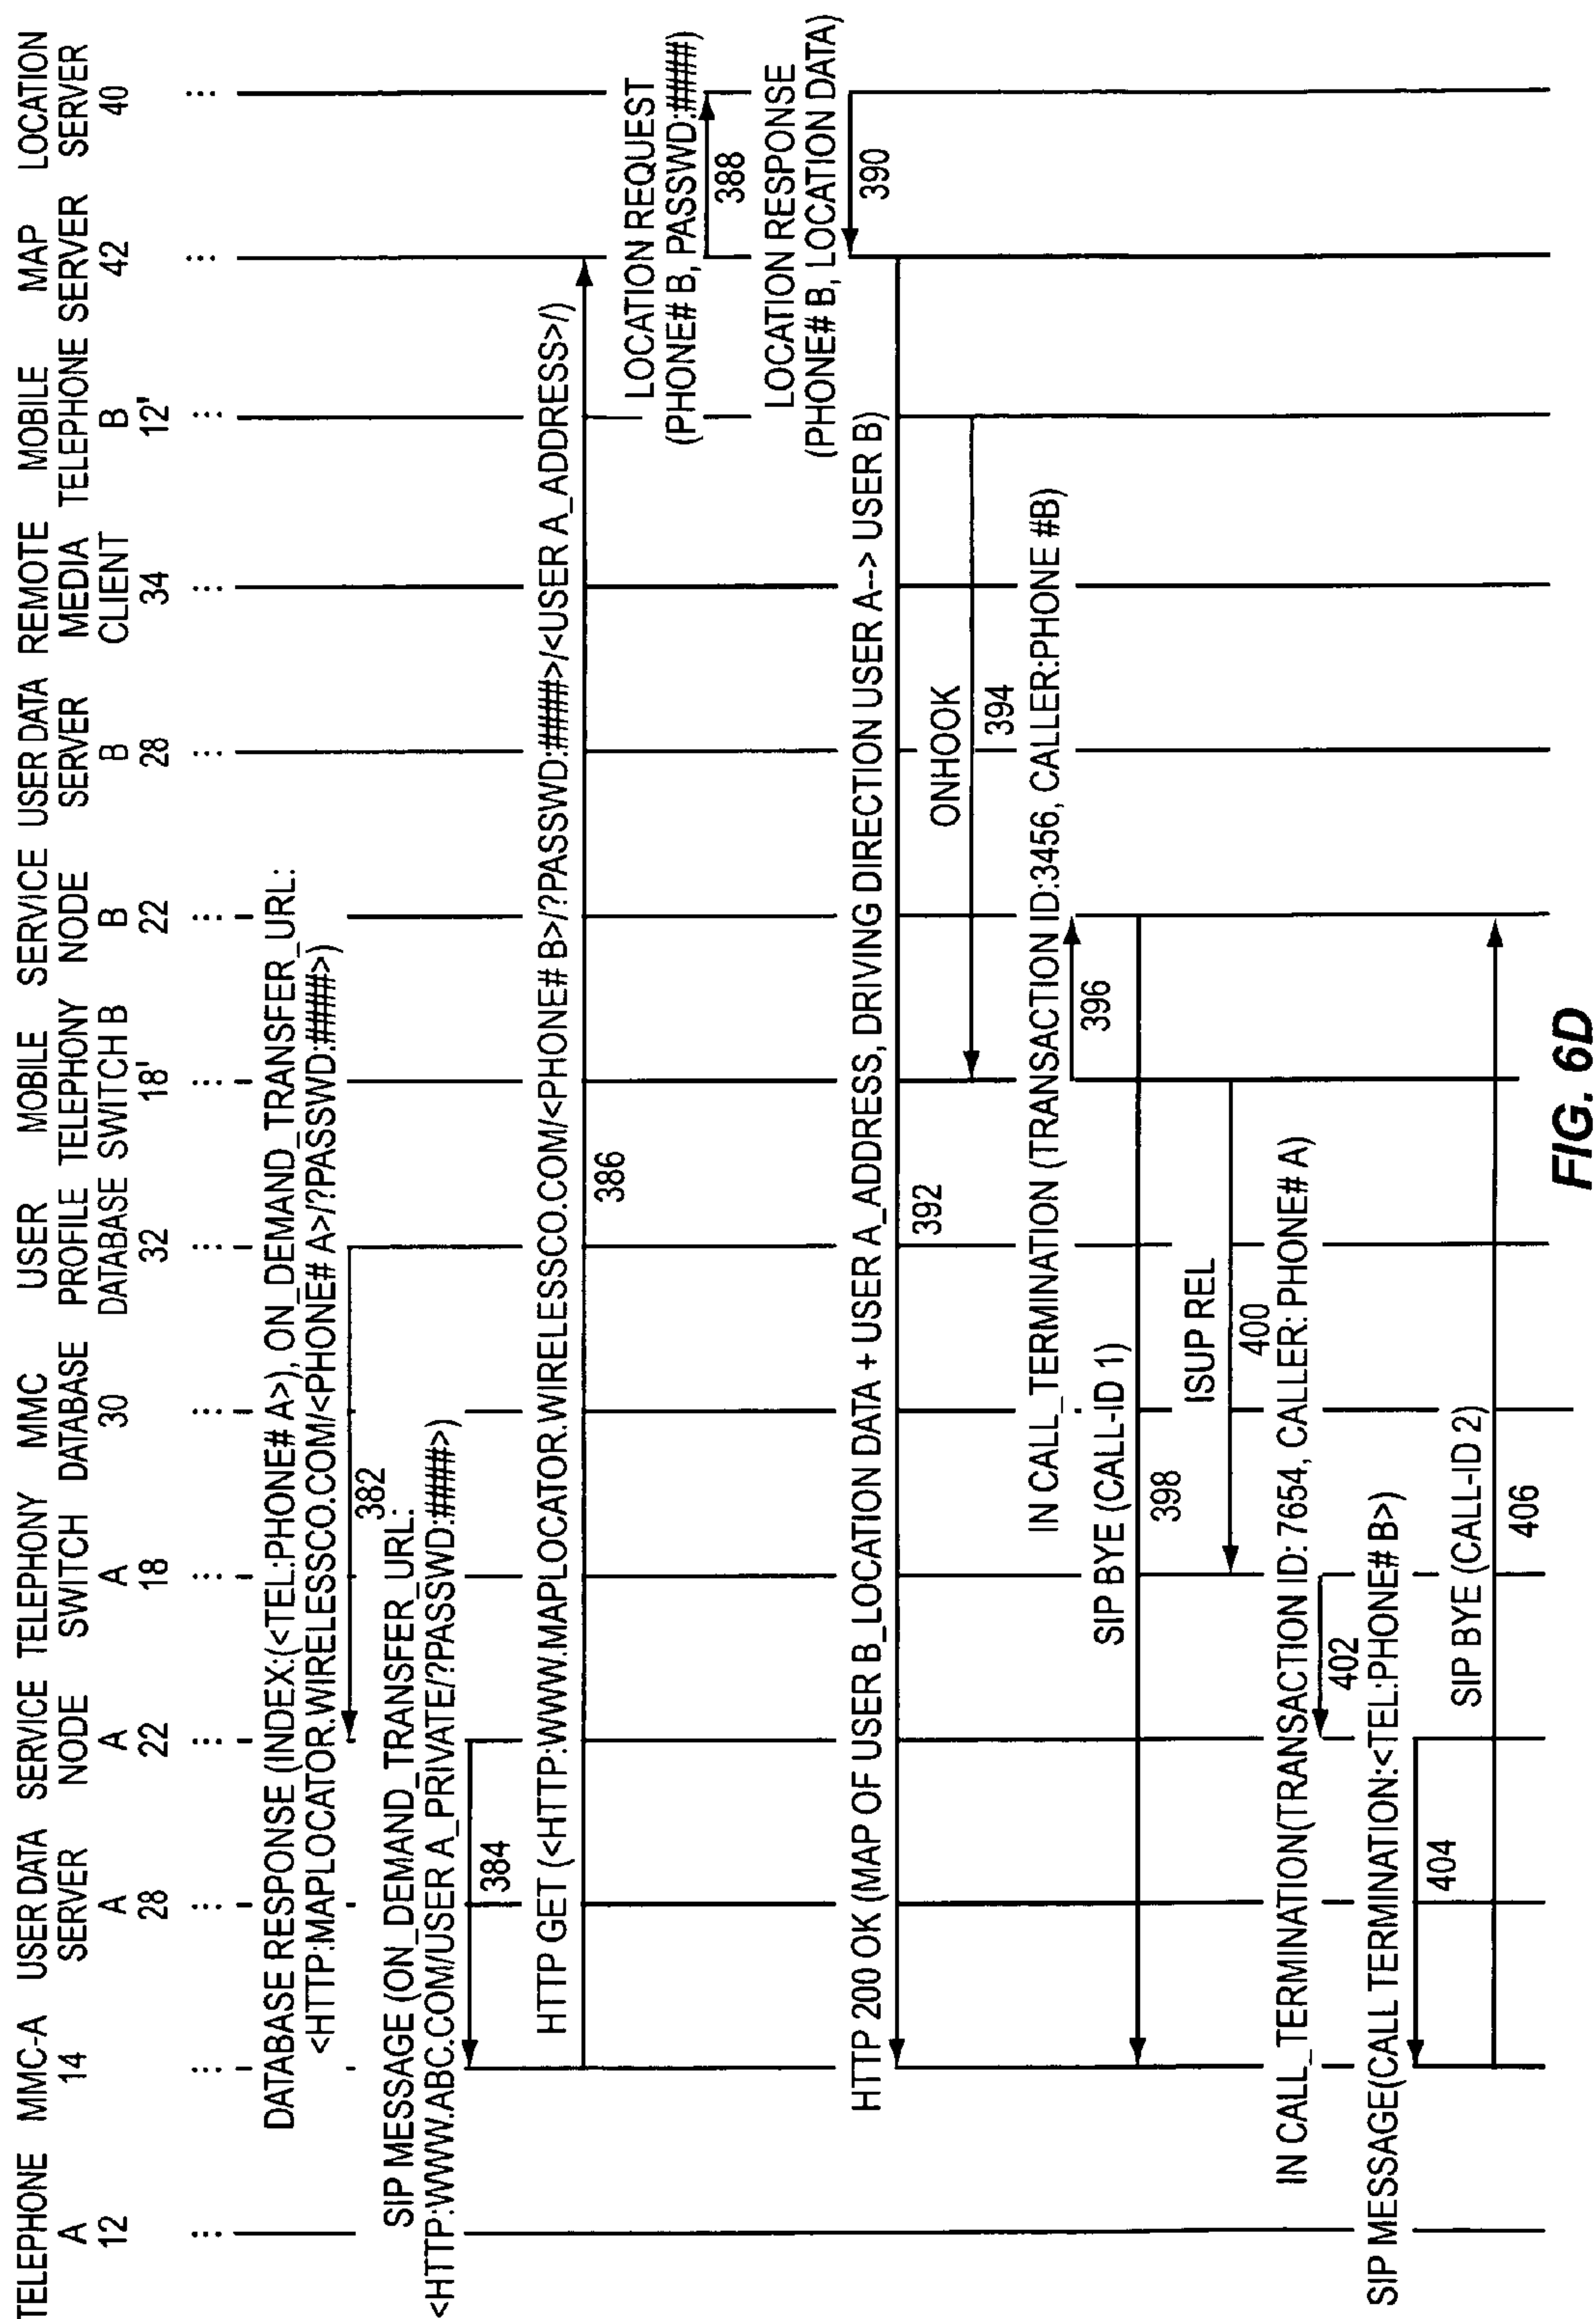 TELEPHONE MMC-A USER DATA SERVICE TELEPHONY MMC USER MOBILE SERVICE USER DATA REMOTE MOBILE MAP LOCATION
A 14 SERVER NODE SWITCH DATABASE PROFILE TELEPHONY NODE SERVER MEDIA TELEPHONE SERVER SERVER
12 A A A 30 DATABASE SWITCH B B B CLIENT B 42 40
28 22 18 32 18' 22 28 34 12'
DATABASE RESPONSE (INDEX:(<TEL:PHONE# A>), ON_DEMAND_TRANSFER_URL:
<HTTP:MAPLOCATOR.WIRELESSCO.COM/<PHONE# A>/?PASSWD:####>)
382
SIP MESSAGE (ON_DEMAND_TRANSFER_URL:
<HTTP:WWW.ABC.COM/USER A_PRIVATE/?PASSWD:####>)
384
HTTP GET (<HTTP:WWW.MAPLOCATOR.WIRELESSCO.COM/<PHONE# B>/?PASSWD:####>/<USER A_ADDRESS>/)
386
LOCATION REQUEST
(PHONE# B, PASSWD:####)
388
LOCATION RESPONSE
(PHONE# B, LOCATION DATA)
390
HTTP 200 OK (MAP OF USER B_LOCATION DATA + USER A_ADDRESS, DRIVING DIRECTION USER A--> USER B)
392
ONHOOK
394
IN CALL_TERMINATION (TRANSACTION ID:3456, CALLER:PHONE #B)
396
SIP BYE (CALL-ID 1)
398
ISUP REL
400
IN CALL_TERMINATION(TRANSACTION ID: 7654, CALLER: PHONE# A)
402
SIP MESSAGE(CALL TERMINATION:<TEL:PHONE# B>)
404
SIP BYE (CALL-ID 2)
406
FIG. 6D